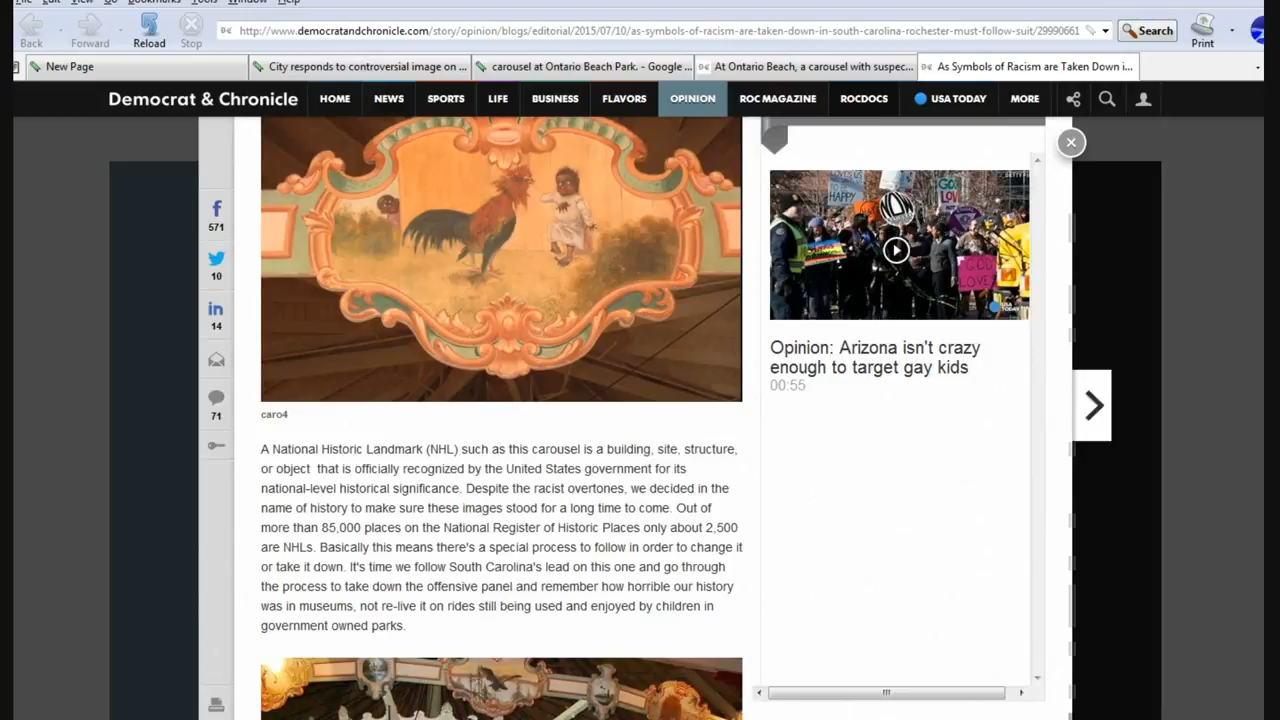 File Edit View Go Bookmarks Tools Window Help
Back Forward Reload Stop
http://www.democratandchronicle.com/story/opinion/blogs/editorial/2015/07/10/as-symbols-of-racism-are-taken-down-in-south-carolina-rochester-must-follow-suit/29990661
Search Print
New Page
City responds to controversial image on ...
carousel at Ontario Beach Park. - Google ...
At Ontario Beach, a carousel with suspec...
As Symbols of Racism are Taken Down i...
Democrat & Chronicle HOME NEWS SPORTS LIFE BUSINESS FLAVORS OPINION ROC MAGAZINE ROCDOCS USA TODAY MORE
571
10
in
14
71
caro4
A National Historic Landmark (NHL) such as this carousel is a building, site, structure,
or object that is officially recognized by the United States government for its
national-level historical significance. Despite the racist overtones, we decided in the
name of history to make sure these images stood for a long time to come. Out of
more than 85,000 places on the National Register of Historic Places only about 2,500
are NHLs. Basically this means there's a special process to follow in order to change it
or take it down. It's time we follow South Carolina's lead on this one and go through
the process to take down the offensive panel and remember how horrible our history
was in museums, not re-live it on rides still being used and enjoyed by children in
government owned parks.
GOD
LOVES
Opinion: Arizona isn't crazy
enough to target gay kids
00:55